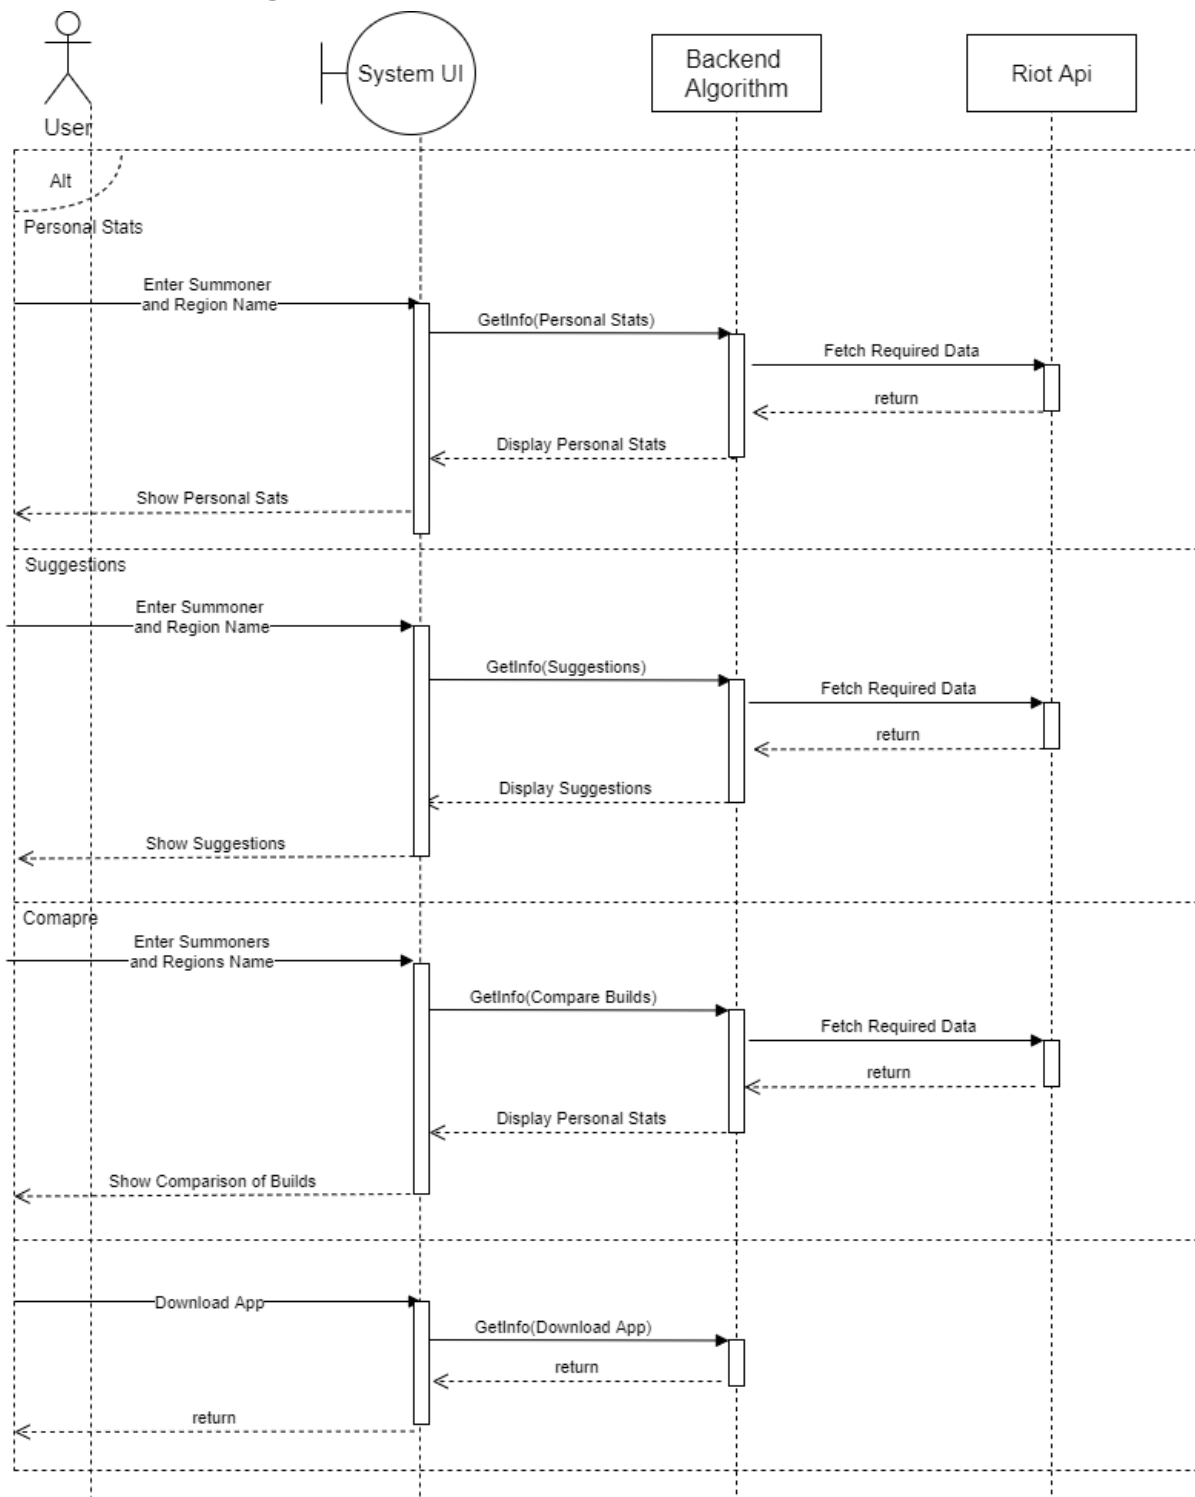 User
System UI
Backend
Algorithm
Riot Api
Alt
Personal Stats
Enter Summoner
and Region Name
GetInfo(Personal Stats)
Fetch Required Data
return
Display Personal Stats
Show Personal Sats
Suggestions
Enter Summoner
and Region Name
GetInfo(Suggestions)
Fetch Required Data
return
Display Suggestions
Show Suggestions
Comapre
Enter Summoners
and Regions Name
GetInfo(Compare Builds)
Fetch Required Data
return
Display Personal Stats
Show Comparison of Builds
Download App
GetInfo(Download App)
return
return